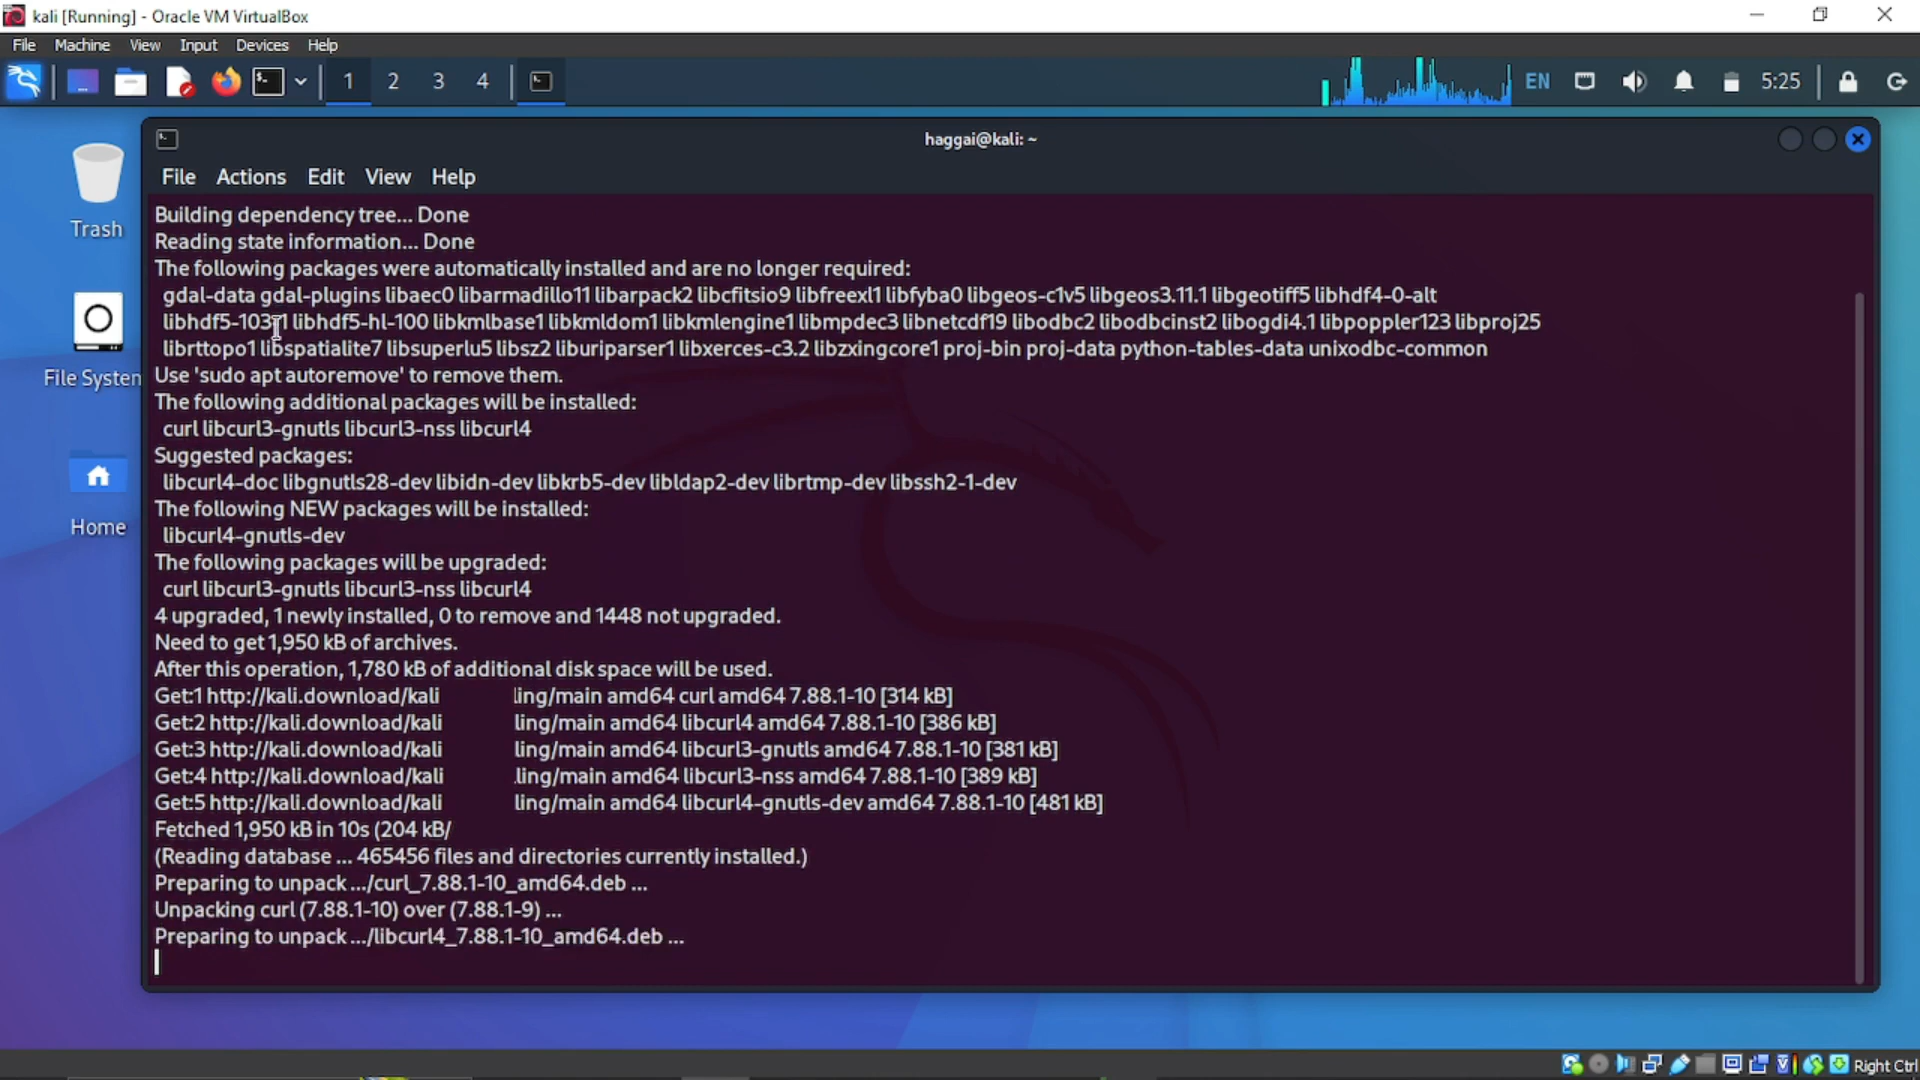 kali [Running] - Oracle VM VirtualBox
File Machine View Input Devices Help
1 2 3 4 EN 5:25
haggai@kali: ~
File Actions Edit View Help
Trash
File System
Home
Building dependency tree... Done
Reading state information... Done
The following packages were automatically installed and are no longer required:
gdal-data gdal-plugins libaec0 libarmadillo11 libarpack2 libcfitsio9 libfreexl1 libfyba0 libgeos-c1v5 libgeos3.11.1 libgeotiff5 libhdf4-0-alt
libhdf5-103-1 libhdf5-hl-100 libkmlbase1 libkmldom1 libkmlengine1 libmpdec3 libnetcdf19 libodbc2 libodbcinst2 libogdi4.1 libpoppler123 libproj25
librttopo1 libspatialite7 libsuperlu5 libsz2 liburiparser1 libxerces-c3.2 libzxingcore1 proj-bin proj-data python-tables-data unixodbc-common
Use 'sudo apt autoremove' to remove them.
The following additional packages will be installed:
curl libcurl3-gnutls libcurl3-nss libcurl4
Suggested packages:
libcurl4-doc libgnutls28-dev libidn-dev libkrb5-dev libldap2-dev librtmp-dev libssh2-1-dev
The following NEW packages will be installed:
libcurl4-gnutls-dev
The following packages will be upgraded:
curl libcurl3-gnutls libcurl3-nss libcurl4
4 upgraded, 1 newly installed, 0 to remove and 1448 not upgraded.
Need to get 1,950 kB of archives.
After this operation, 1,780 kB of additional disk space will be used.
Get:1 http://kali.download/kali ling/main amd64 curl amd64 7.88.1-10 [314 kB]
Get:2 http://kali.download/kali ling/main amd64 libcurl4 amd64 7.88.1-10 [386 kB]
Get:3 http://kali.download/kali ling/main amd64 libcurl3-gnutls amd64 7.88.1-10 [381 kB]
Get:4 http://kali.download/kali ling/main amd64 libcurl3-nss amd64 7.88.1-10 [389 kB]
Get:5 http://kali.download/kali ling/main amd64 libcurl4-gnutls-dev amd64 7.88.1-10 [481 kB]
Fetched 1,950 kB in 10s (204 kB/
(Reading database ... 465456 files and directories currently installed.)
Preparing to unpack .../curl_7.88.1-10_amd64.deb ...
Unpacking curl (7.88.1-10) over (7.88.1-9) ...
Preparing to unpack .../libcurl4_7.88.1-10_amd64.deb ...
Right Ctrl